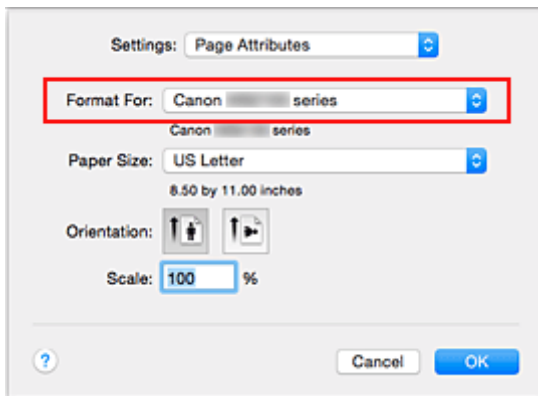 Settings: Page Attributes
Format For: Canon series
Canon series
Paper Size: US Letter
8.50 by 11.00 inches
Orientation:
Scale: 100 %
? Cancel OK